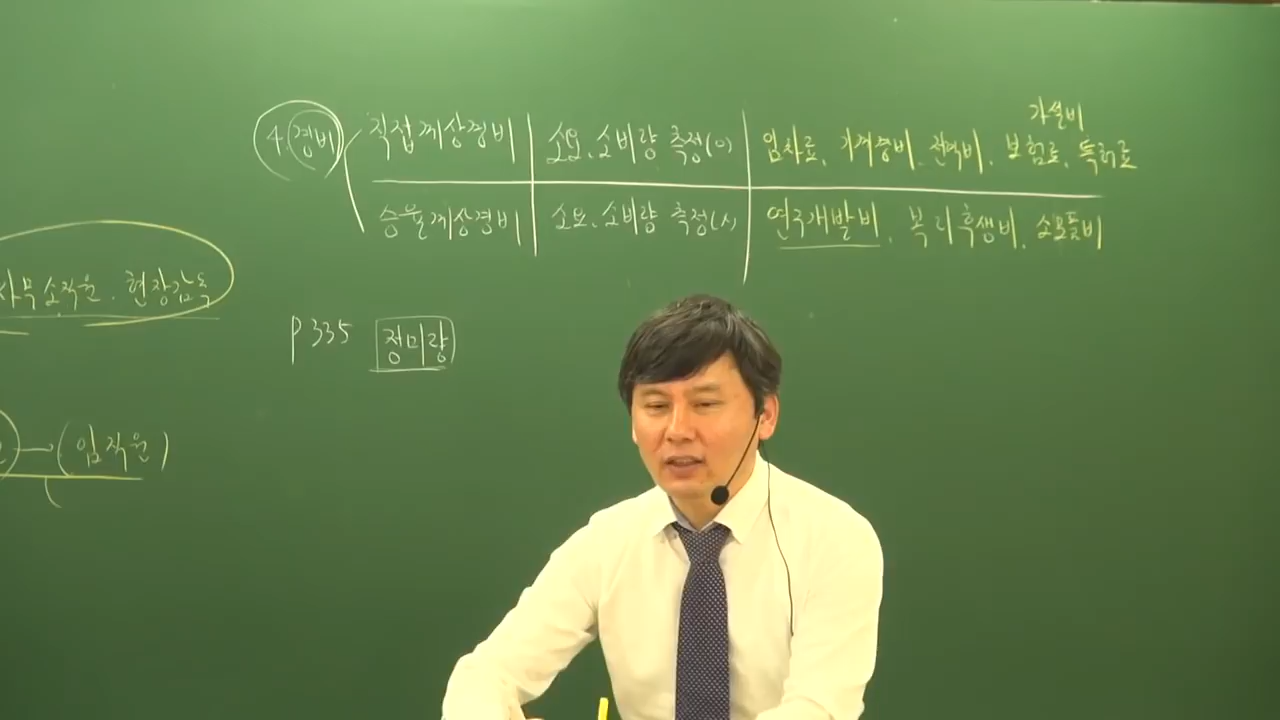 가설비
4. 경비 직접계상경비 소요, 소비량 측정(O) 임차료, 기계경비, 전력비, 보험료, 특허료
승율계상경비 소요, 소비량 측정(X) 연구개발비, 복리후생비, 소모품비
사무소직원, 현장감독
P335 정미량
→ (임직원)